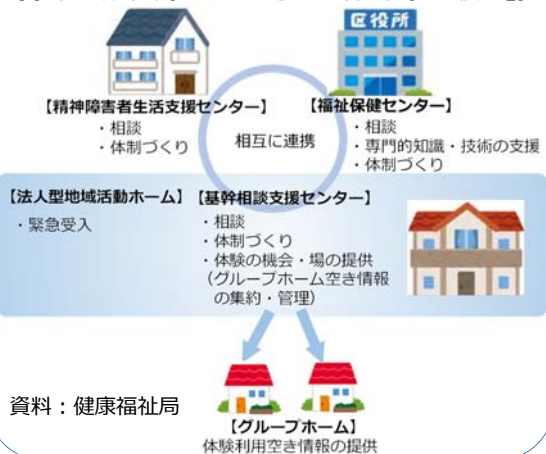 区役所
【精神障害者生活支援センター】
・相談
・体制づくり
【福祉保健センター】
・相談
・専門的知識・技術の支援
・体制づくり
相互に連携
【法人型地域活動ホーム】
・緊急受入
【基幹相談支援センター】
・相談
・体制づくり
・体験の機会・場の提供
(グループホーム空き情報
の集約・管理)
資料：健康福祉局
【グループホーム】
体験利用空き情報の提供